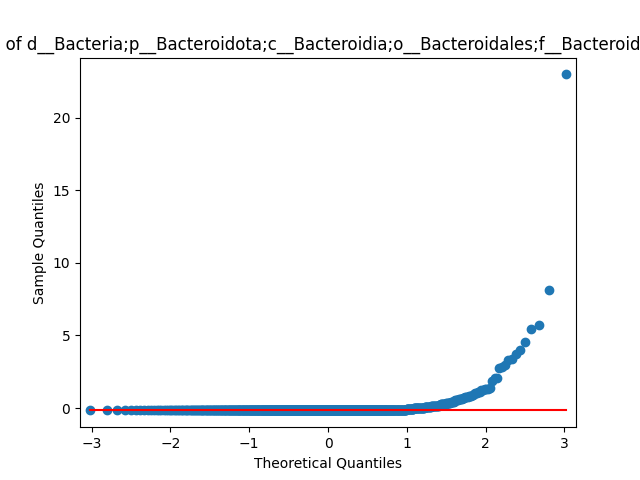 of d__Bacteria;p__Bacteroidota;c__Bacteroidia;o__Bacteroidales;f__Bacteroid
20
15
10
5
0
−3 −2 −1 0 1 2 3
Sample Quantiles
Theoretical Quantiles